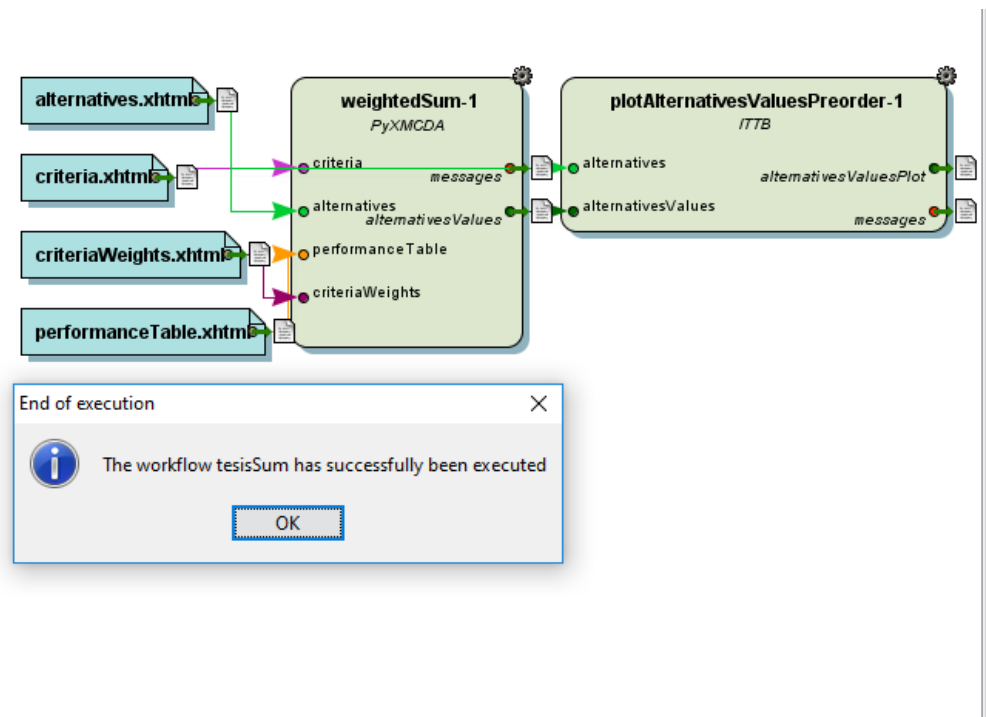 alternatives.xhtml
criteria.xhtml
criteriaWeights.xhtml
performanceTable.xhtml
weightedSum-1
PyXMCDA
criteria
messages
alternatives
alternativesValues
performanceTable
criteriaWeights
plotAlternativesValuesPreorder-1
ITTB
alternatives
alternativesValuesPlot
alternativesValues
messages
End of execution
The workflow tesisSum has successfully been executed
OK